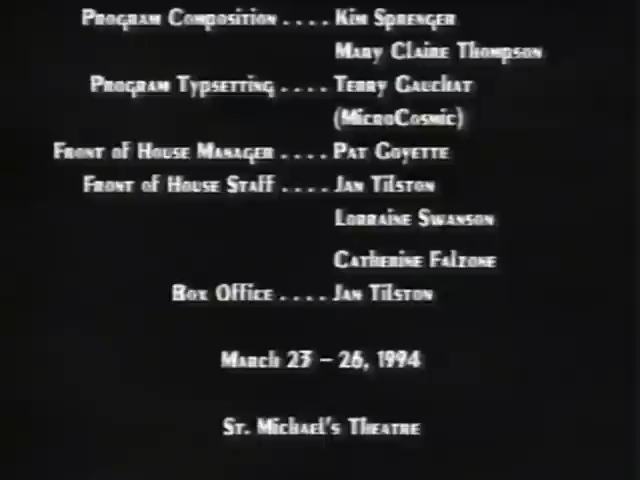 Program Composition .... Kim Sprenger
Mary Claire Thompson
Program Typsetting .... Terry Gauchat
(MicroCosmic)
Front of House Manager .... Pat Goyette
Front of House Staff .... Jan Tilston
Lorraine Swanson
Catherine Falzone
Box Office .... Jan Tilston
March 23 – 26, 1994
St. Michael's Theatre